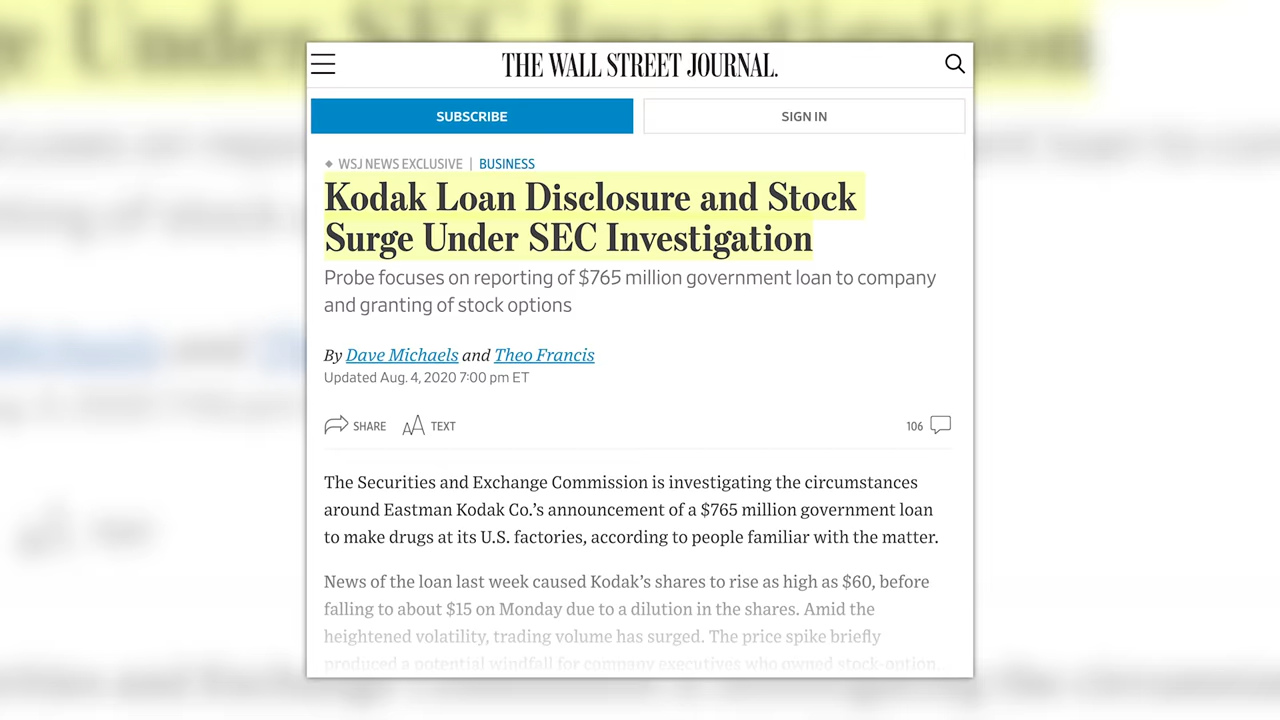 THE WALL STREET JOURNAL.
SUBSCRIBE
SIGN IN
WSJ NEWS EXCLUSIVE | BUSINESS
Kodak Loan Disclosure and Stock
Surge Under SEC Investigation
Probe focuses on reporting of $765 million government loan to company
and granting of stock options
By Dave Michaels and Theo Francis
Updated Aug. 4, 2020 7:00 pm ET
SHARE
AA TEXT
106
The Securities and Exchange Commission is investigating the circumstances
around Eastman Kodak Co.’s announcement of a $765 million government loan
to make drugs at its U.S. factories, according to people familiar with the matter.
News of the loan last week caused Kodak’s shares to rise as high as $60, before
falling to about $15 on Monday due to a dilution in the shares. Amid the
heightened volatility, trading volume has surged. The price spike briefly
produced a potential windfall for company executives who owned stock-option